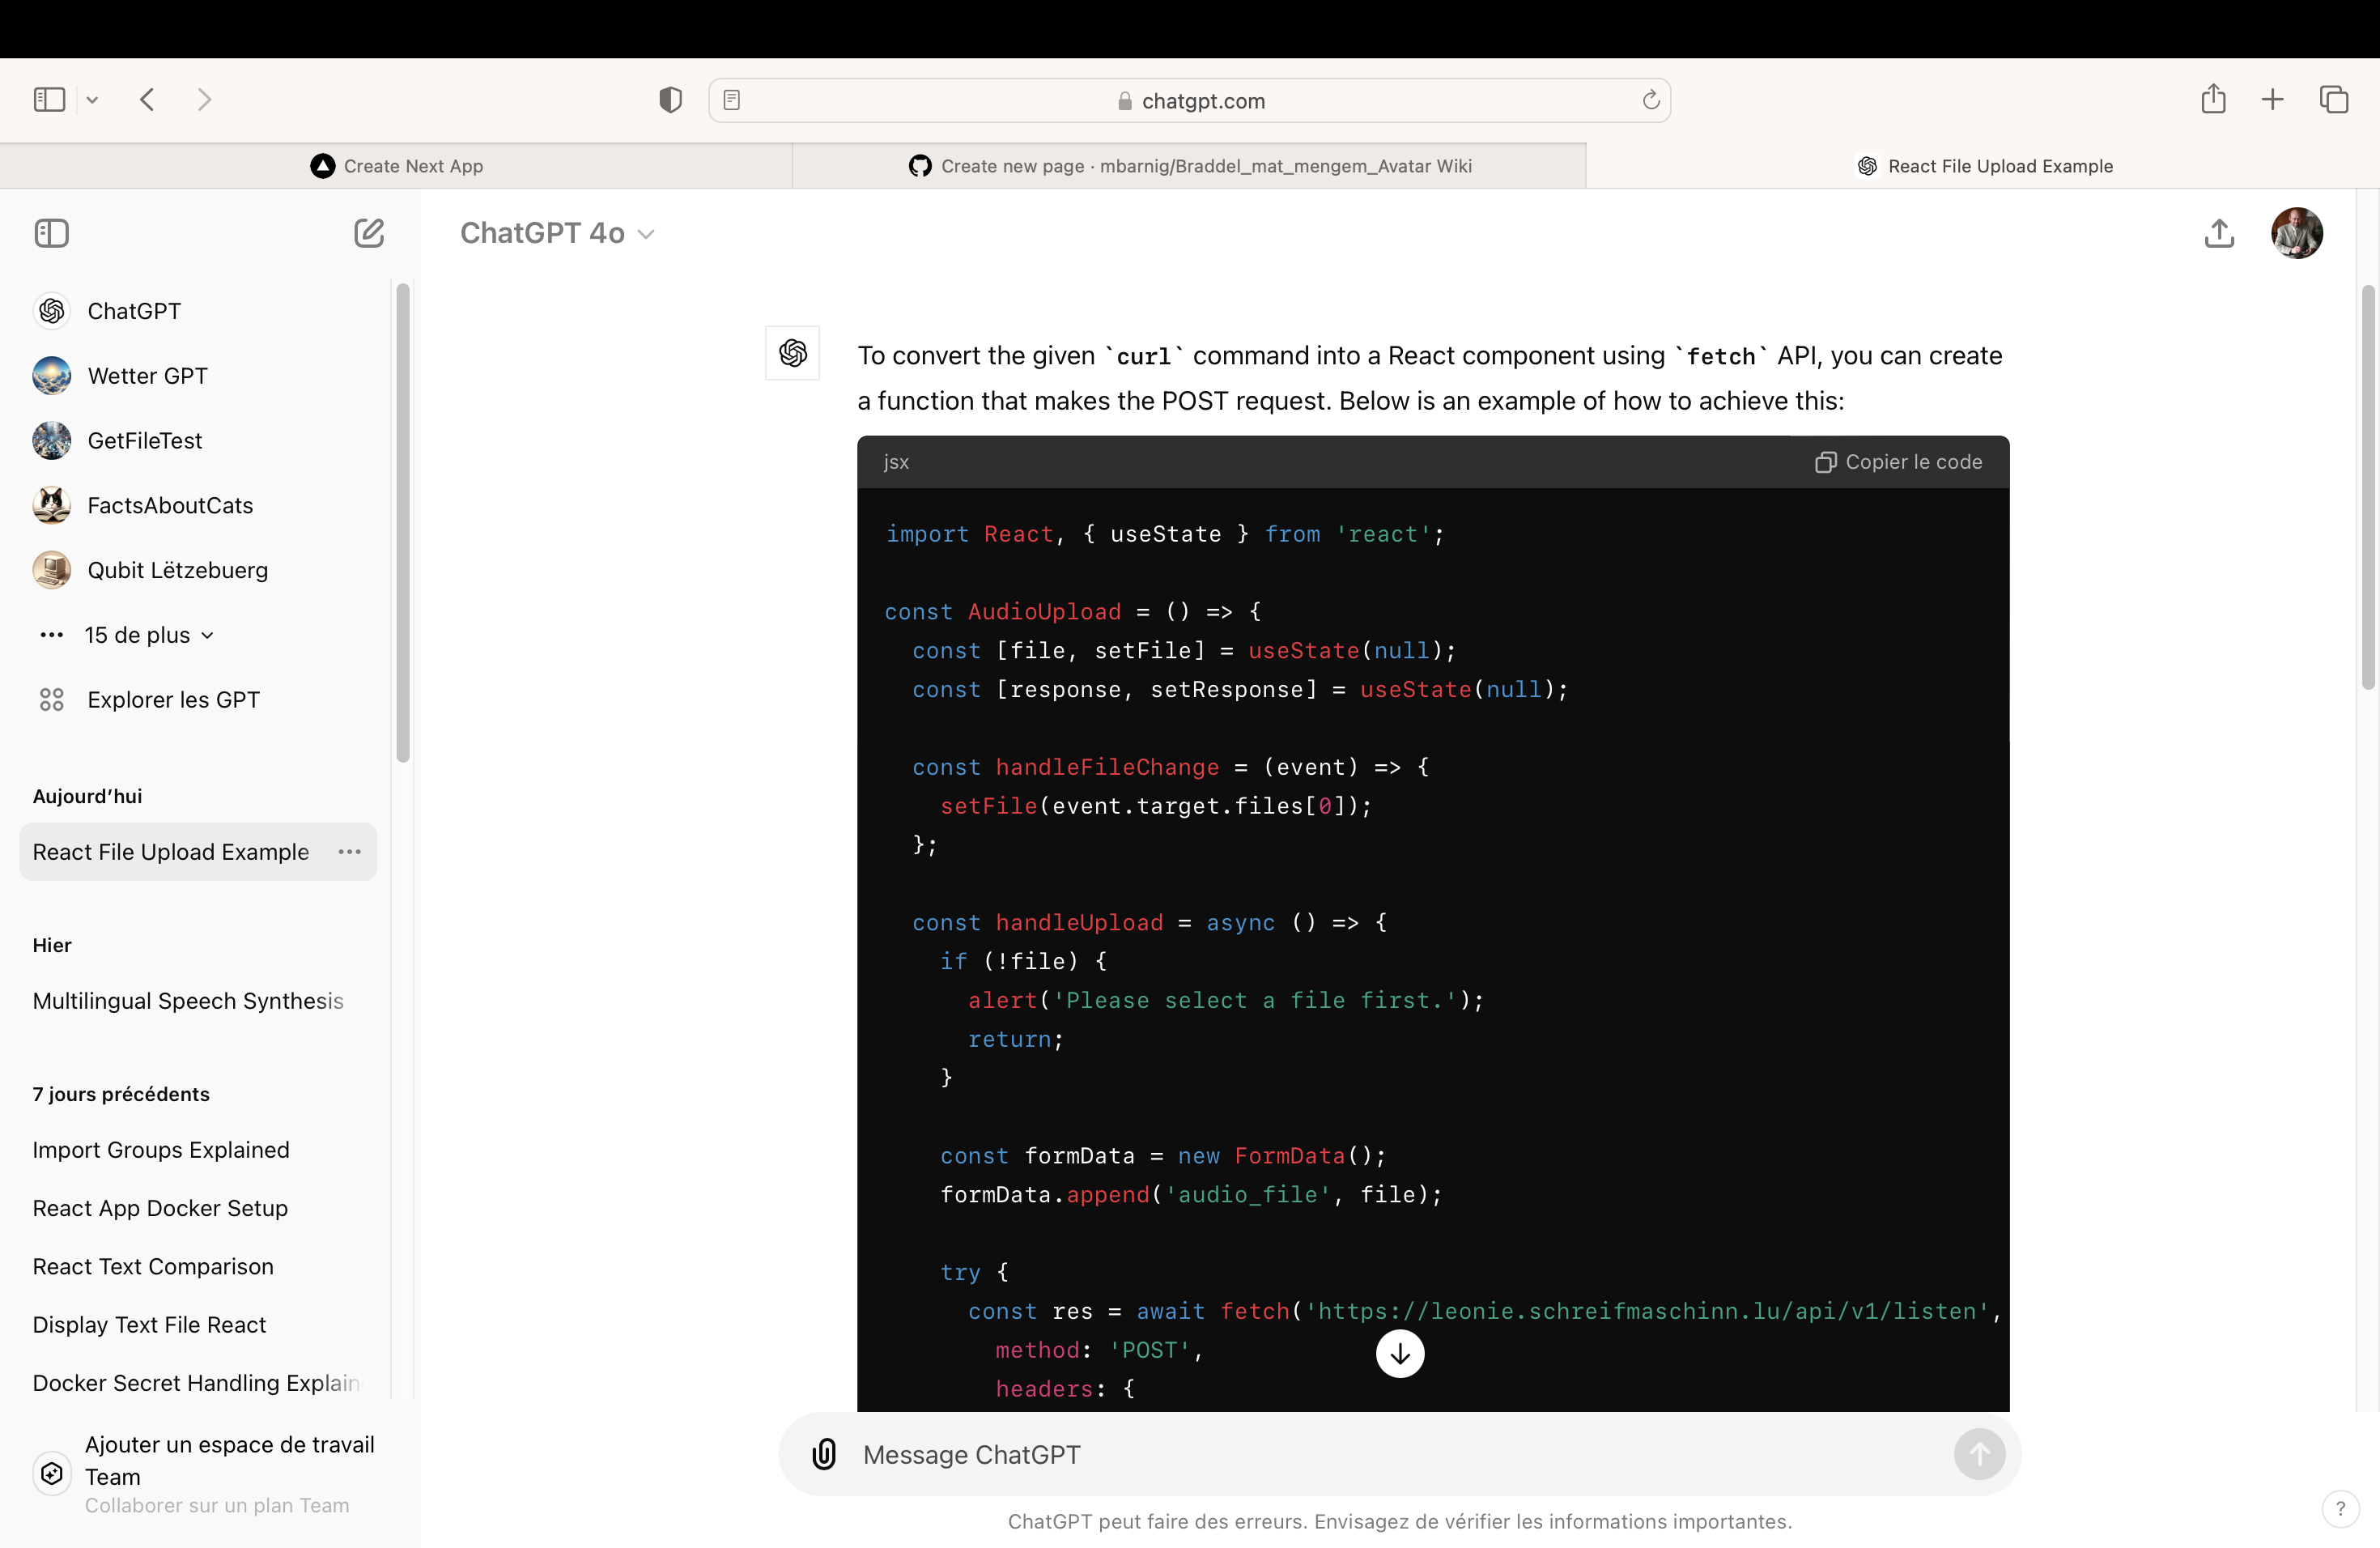 chatgpt.com
Create Next App
Create new page · mbarnig/Braddel_mat_mengem_Avatar Wiki
React File Upload Example
ChatGPT 4o
ChatGPT
Wetter GPT
GetFileTest
FactsAboutCats
Qubit Lëtzebuerg
15 de plus
Explorer les GPT
Aujourd’hui
React File Upload Example
Hier
Multilingual Speech Synthesis
7 jours précédents
Import Groups Explained
React App Docker Setup
React Text Comparison
Display Text File React
Docker Secret Handling Explain
Ajouter un espace de travail
Team
Collaborer sur un plan Team
To convert the given `curl` command into a React component using `fetch` API, you can create
a function that makes the POST request. Below is an example of how to achieve this:
jsx
Copier le code
import React, { useState } from 'react';
const AudioUpload = () => {
const [file, setFile] = useState(null);
const [response, setResponse] = useState(null);
const handleFileChange = (event) => {
setFile(event.target.files[0]);
};
const handleUpload = async () => {
if (!file) {
alert('Please select a file first.');
return;
}
const formData = new FormData();
formData.append('audio_file', file);
try {
const res = await fetch('https://leonie.schreifmaschinn.lu/api/v1/listen',
method: 'POST',
headers: {
Message ChatGPT
ChatGPT peut faire des erreurs. Envisagez de vérifier les informations importantes.
?